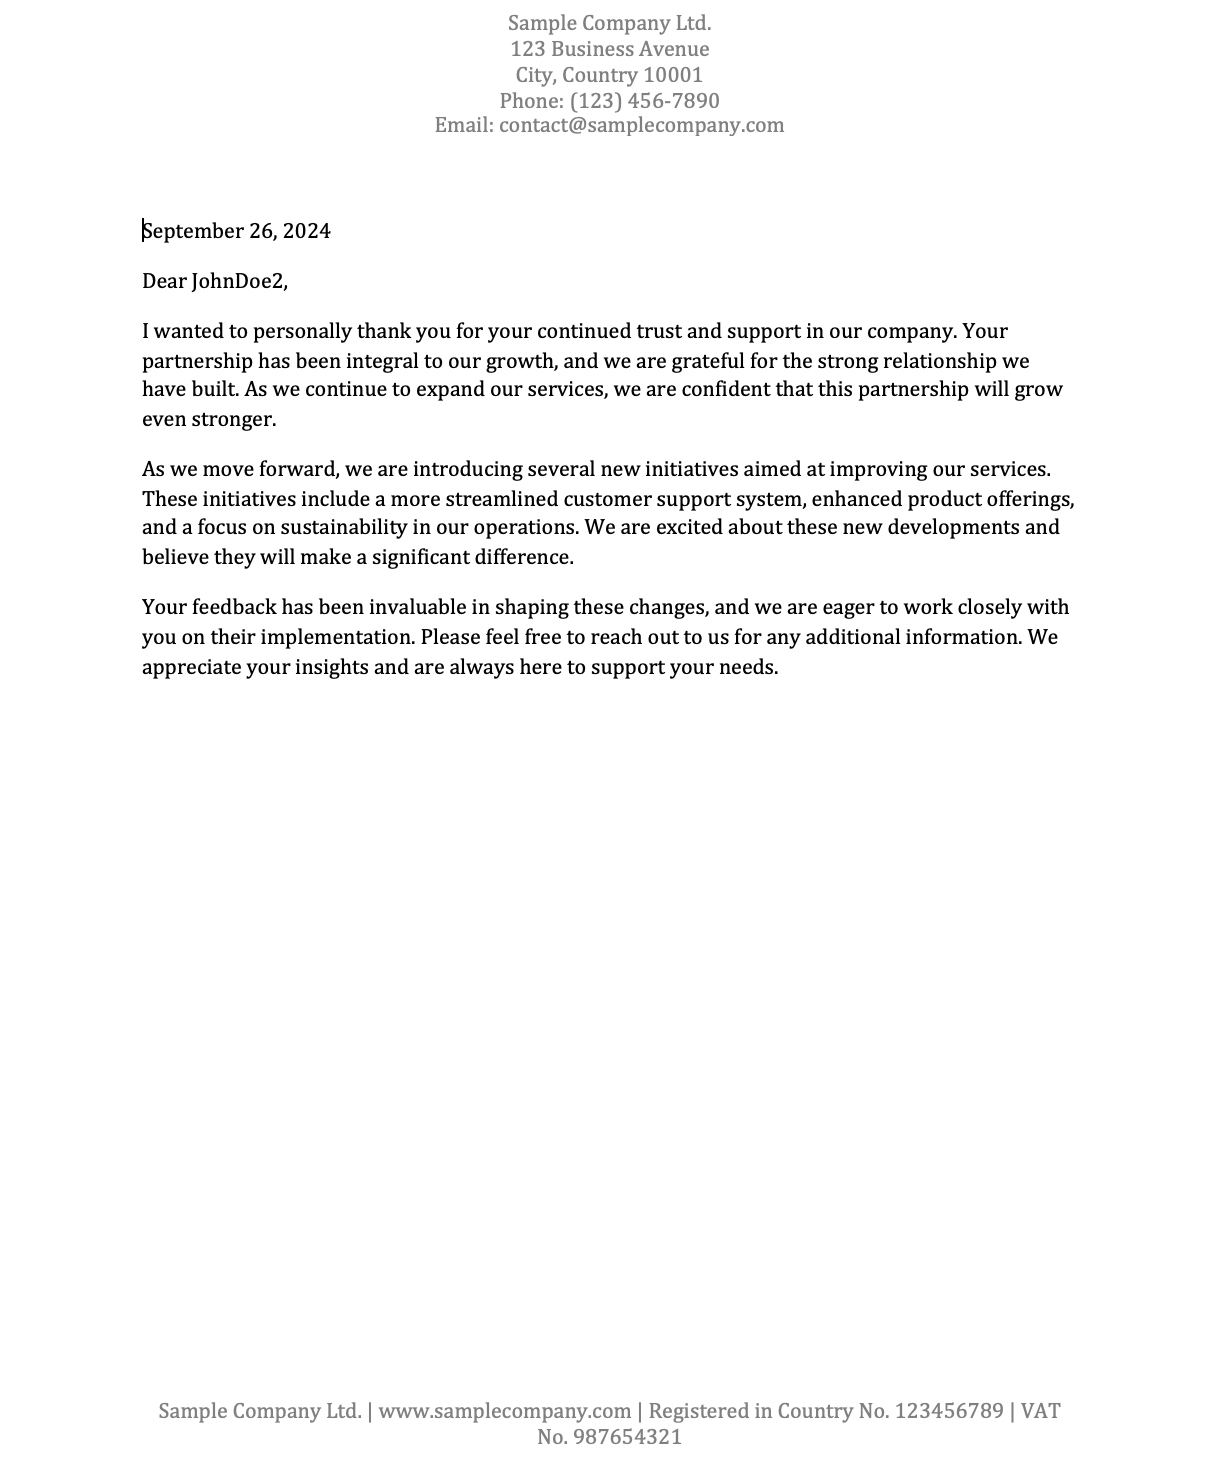 Sample Company Ltd.
123 Business Avenue
City, Country 10001
Phone: (123) 456-7890
Email: contact@samplecompany.com
September 26, 2024
Dear JohnDoe2,
I wanted to personally thank you for your continued trust and support in our company. Your
partnership has been integral to our growth, and we are grateful for the strong relationship we
have built. As we continue to expand our services, we are confident that this partnership will grow
even stronger.
As we move forward, we are introducing several new initiatives aimed at improving our services.
These initiatives include a more streamlined customer support system, enhanced product offerings,
and a focus on sustainability in our operations. We are excited about these new developments and
believe they will make a significant difference.
Your feedback has been invaluable in shaping these changes, and we are eager to work closely with
you on their implementation. Please feel free to reach out to us for any additional information. We
appreciate your insights and are always here to support your needs.
Sample Company Ltd. | www.samplecompany.com | Registered in Country No. 123456789 | VAT
No. 987654321